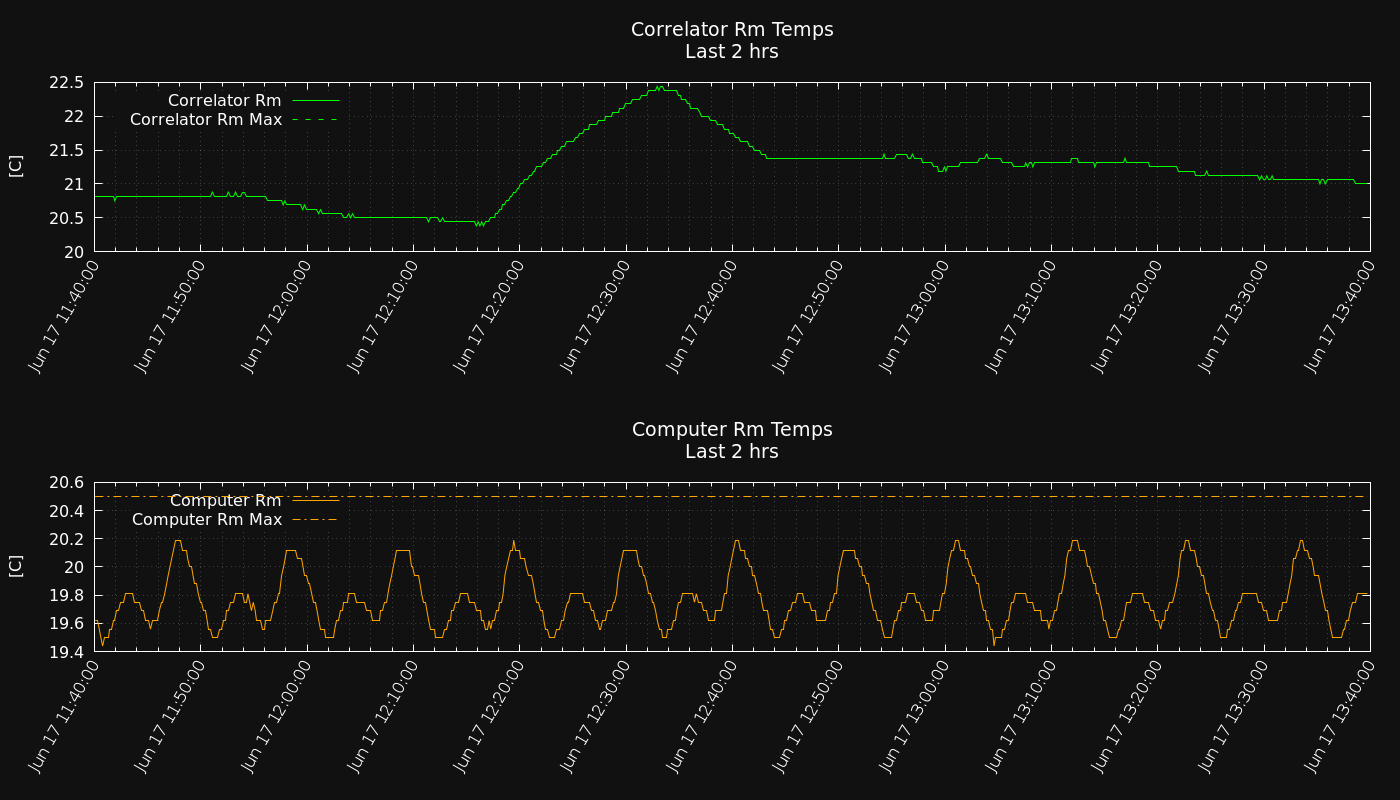 Correlator Rm Temps
Last 2 hrs
Correlator Rm
Correlator Rm Max
[C]
22.5
22
21.5
21
20.5
20
Jun 17 11:40:00
Jun 17 11:50:00
Jun 17 12:00:00
Jun 17 12:10:00
Jun 17 12:20:00
Jun 17 12:30:00
Jun 17 12:40:00
Jun 17 12:50:00
Jun 17 13:00:00
Jun 17 13:10:00
Jun 17 13:20:00
Jun 17 13:30:00
Jun 17 13:40:00
Computer Rm Temps
Last 2 hrs
Computer Rm
Computer Rm Max
[C]
20.6
20.4
20.2
20
19.8
19.6
19.4
Jun 17 11:40:00
Jun 17 11:50:00
Jun 17 12:00:00
Jun 17 12:10:00
Jun 17 12:20:00
Jun 17 12:30:00
Jun 17 12:40:00
Jun 17 12:50:00
Jun 17 13:00:00
Jun 17 13:10:00
Jun 17 13:20:00
Jun 17 13:30:00
Jun 17 13:40:00